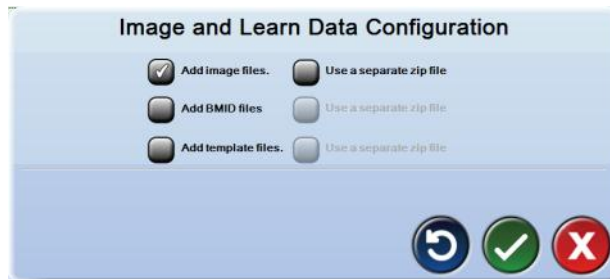 Image and Learn Data Configuration
Add image files. Use a separate zip file
Add BMID files Use a separate zip file
Add template files. Use a separate zip file